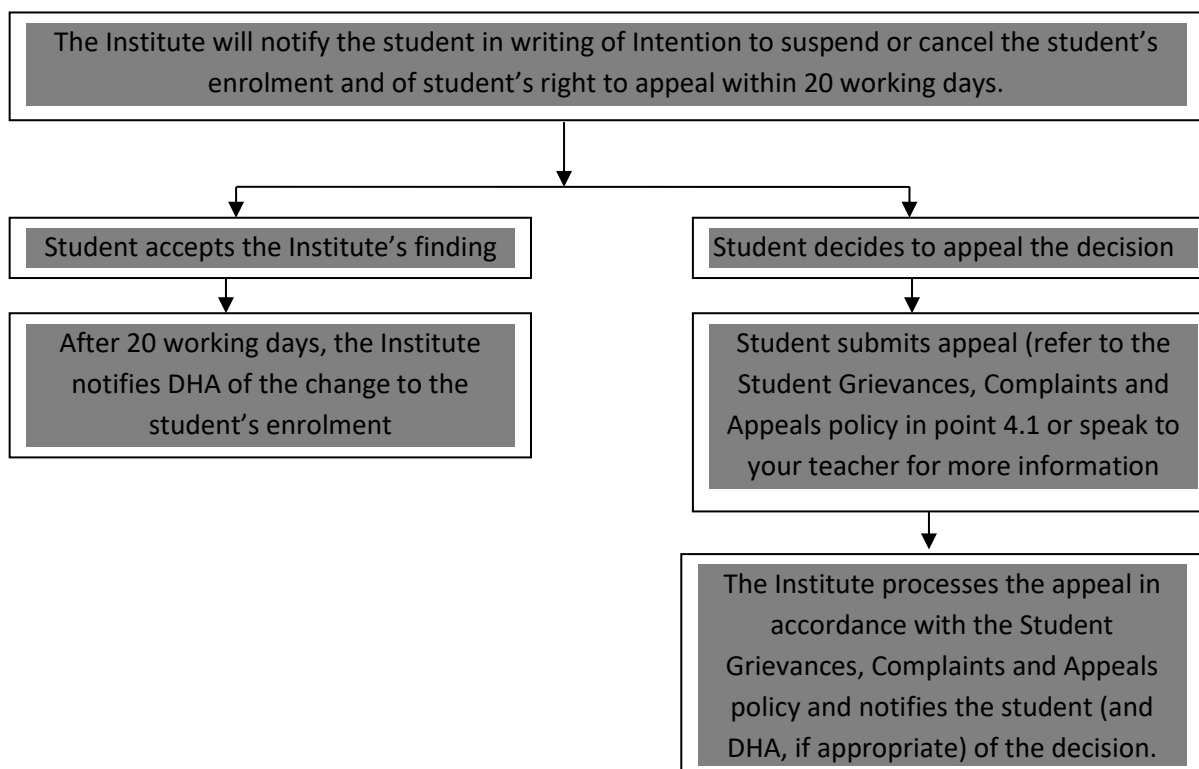 The Institute will notify the student in writing of Intention to suspend or cancel the student’s
enrolment and of student’s right to appeal within 20 working days.
Student accepts the Institute’s finding
After 20 working days, the Institute
notifies DHA of the change to the
student’s enrolment
Student decides to appeal the decision
Student submits appeal (refer to the
Student Grievances, Complaints and
Appeals policy in point 4.1 or speak to
your teacher for more information
The Institute processes the appeal in
accordance with the Student
Grievances, Complaints and Appeals
policy and notifies the student (and
DHA, if appropriate) of the decision.